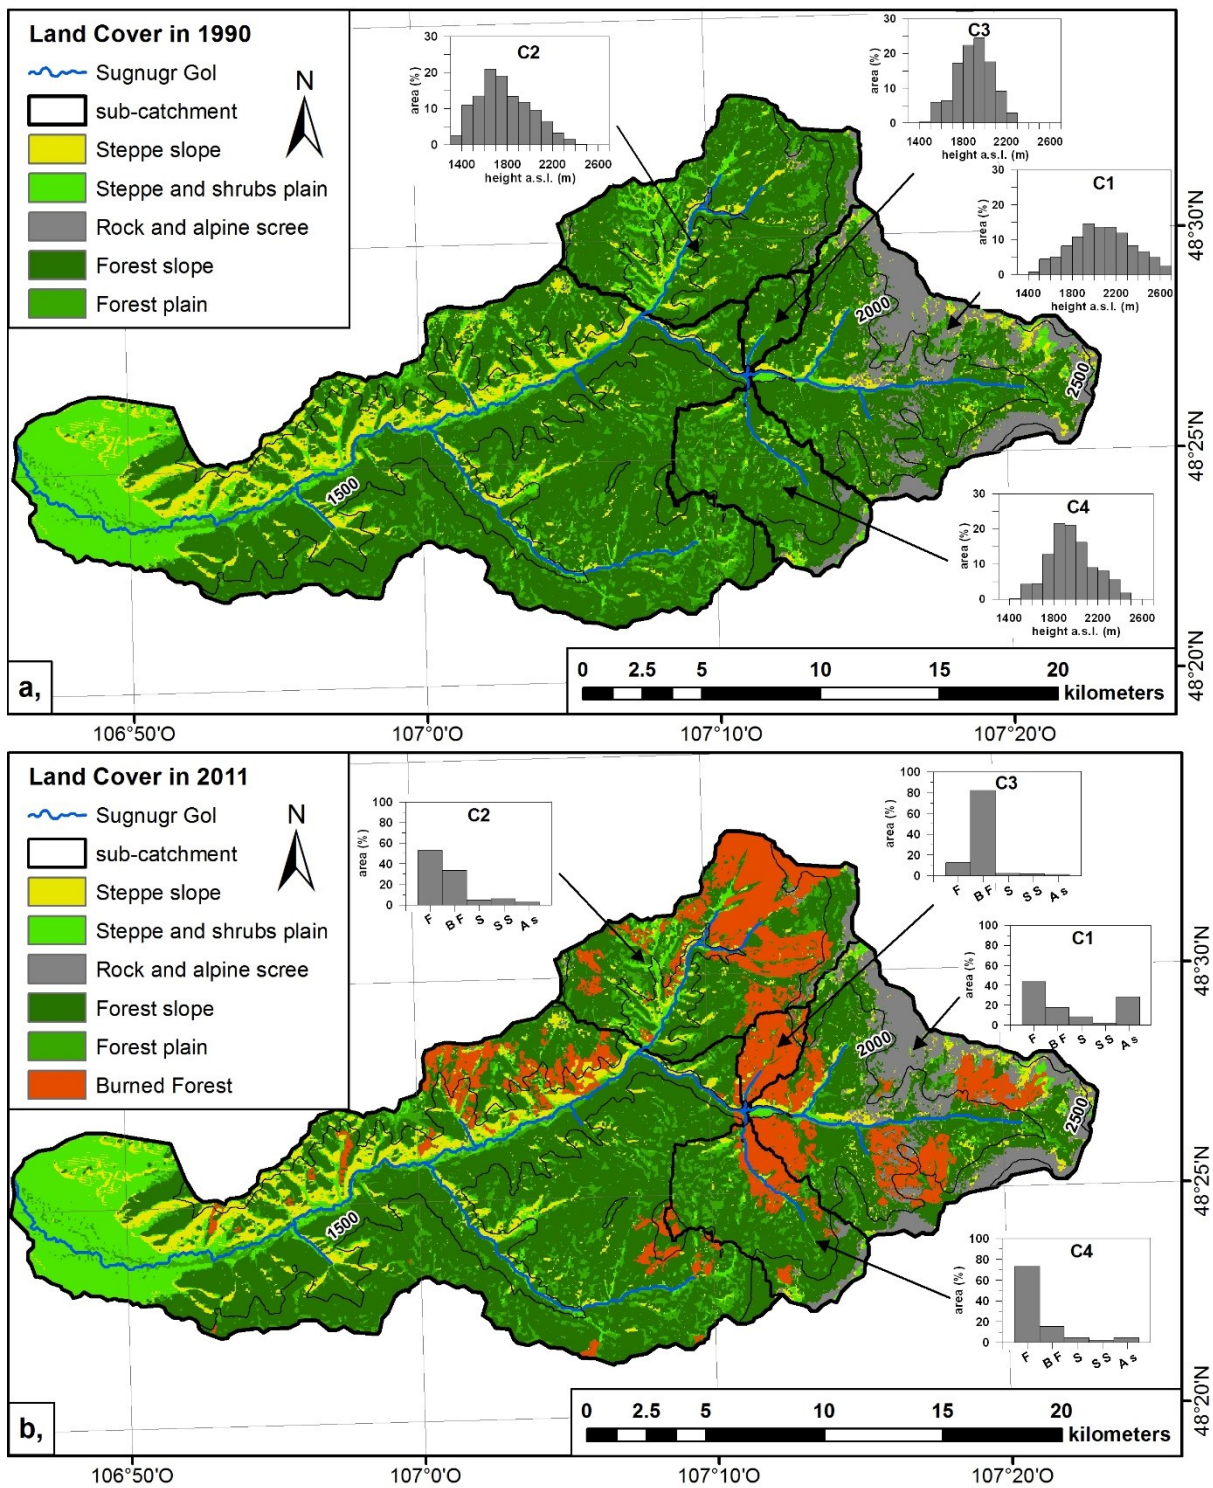 Land Cover in 1990
Sugnugr Gol
sub-catchment
Steppe slope
Steppe and shrubs plain
Rock and alpine scree
Forest slope
Forest plain
N
C2
area (%)
30
20
10
0
1400 1800 2200 2600
height a.s.l. (m)
C3
area (%)
30
20
10
0
1400 1800 2200 2600
height a.s.l. (m)
C1
area (%)
30
20
10
0
1400 1800 2200 2600
height a.s.l. (m)
C4
area (%)
30
20
10
0
1400 1800 2200 2600
height a.s.l. (m)
2000
2500
1500
48°30'N
48°25'N
48°20'N
a,
0 2.5 5 10 15 20
kilometers
106°50'O 107°0'O 107°10'O 107°20'O
Land Cover in 2011
Sugnugr Gol
sub-catchment
Steppe slope
Steppe and shrubs plain
Rock and alpine scree
Forest slope
Forest plain
Burned Forest
N
C2
area (%)
100
80
60
40
20
0
F BF S SS As
C3
area (%)
100
80
60
40
20
0
F BF S SS As
C1
area (%)
100
80
60
40
20
0
F BF S SS As
C4
area (%)
100
80
60
40
20
0
F BF S SS As
2000
2500
1500
48°30'N
48°25'N
48°20'N
b,
0 2.5 5 10 15 20
kilometers
106°50'O 107°0'O 107°10'O 107°20'O